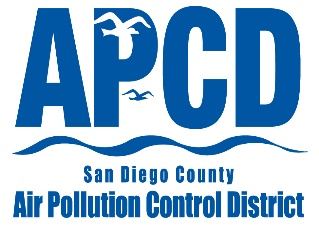 APCD
San Diego County
Air Pollution Control District